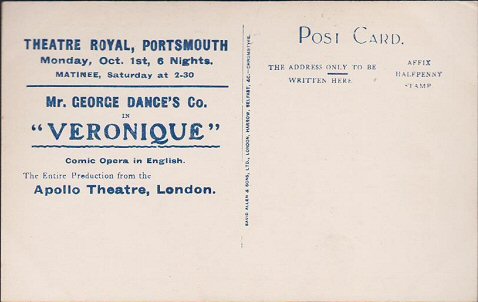 THEATRE ROYAL, PORTSMOUTH
Monday, Oct. 1st, 6 Nights.
MATINEE, Saturday at 2-30
Mr. GEORGE DANCE'S Co.
IN
"VERONIQUE"
Comic Opera in English.
The Entire Production from the
Apollo Theatre, London.
DAVID ALLEN & SONS, LTD., LONDON, HARROW, BELFAST, &C.—CHROMOTYPE.
POST CARD.
THE ADDRESS ONLY TO BE
WRITTEN HERE
AFFIX
HALFPENNY
STAMP